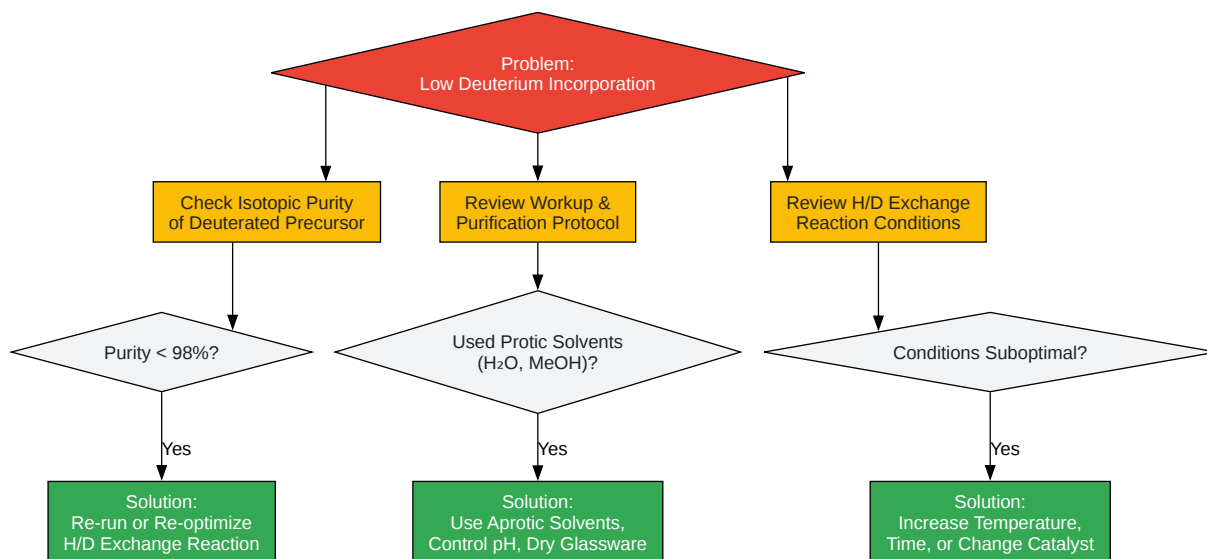 Problem:
Low Deuterium Incorporation
Check Isotopic Purity
of Deuterated Precursor
Review Workup &
Purification Protocol
Review H/D Exchange
Reaction Conditions
Purity < 98%?
Used Protic Solvents
(H₂O, MeOH)?
Conditions Suboptimal?
Yes
Yes
Yes
Solution:
Re-run or Re-optimize
H/D Exchange Reaction
Solution:
Use Aprotic Solvents,
Control pH, Dry Glassware
Solution:
Increase Temperature,
Time, or Change Catalyst